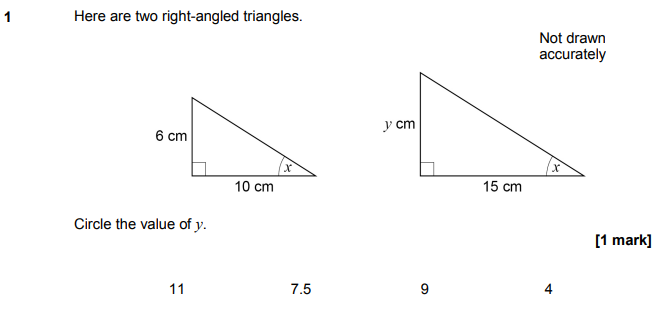 1 Here are two right-angled triangles.
Not drawn
accurately
6 cm
x
10 cm
y cm
x
15 cm
Circle the value of y.
[1 mark]
11 7.5 9 4